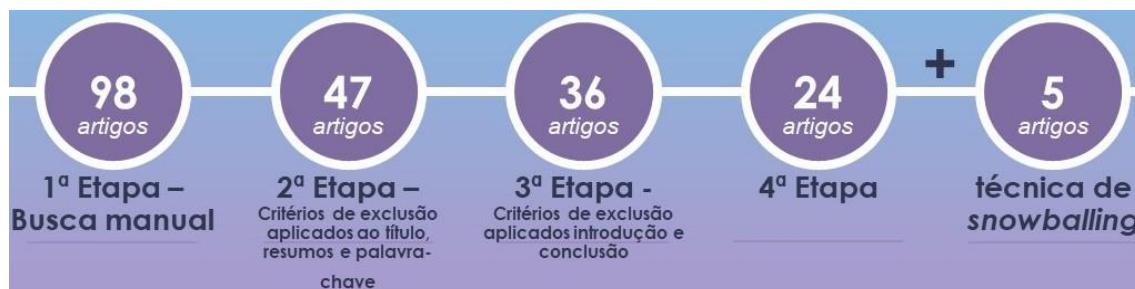 98
artigos
1ª Etapa –
Busca manual
47
artigos
2ª Etapa –
Critérios de exclusão
aplicados ao título,
resumos e palavra-
chave
36
artigos
3ª Etapa -
Critérios de exclusão
aplicados introdução e
conclusão
24
artigos
4ª Etapa
+
5
artigos
técnica de
snowballing